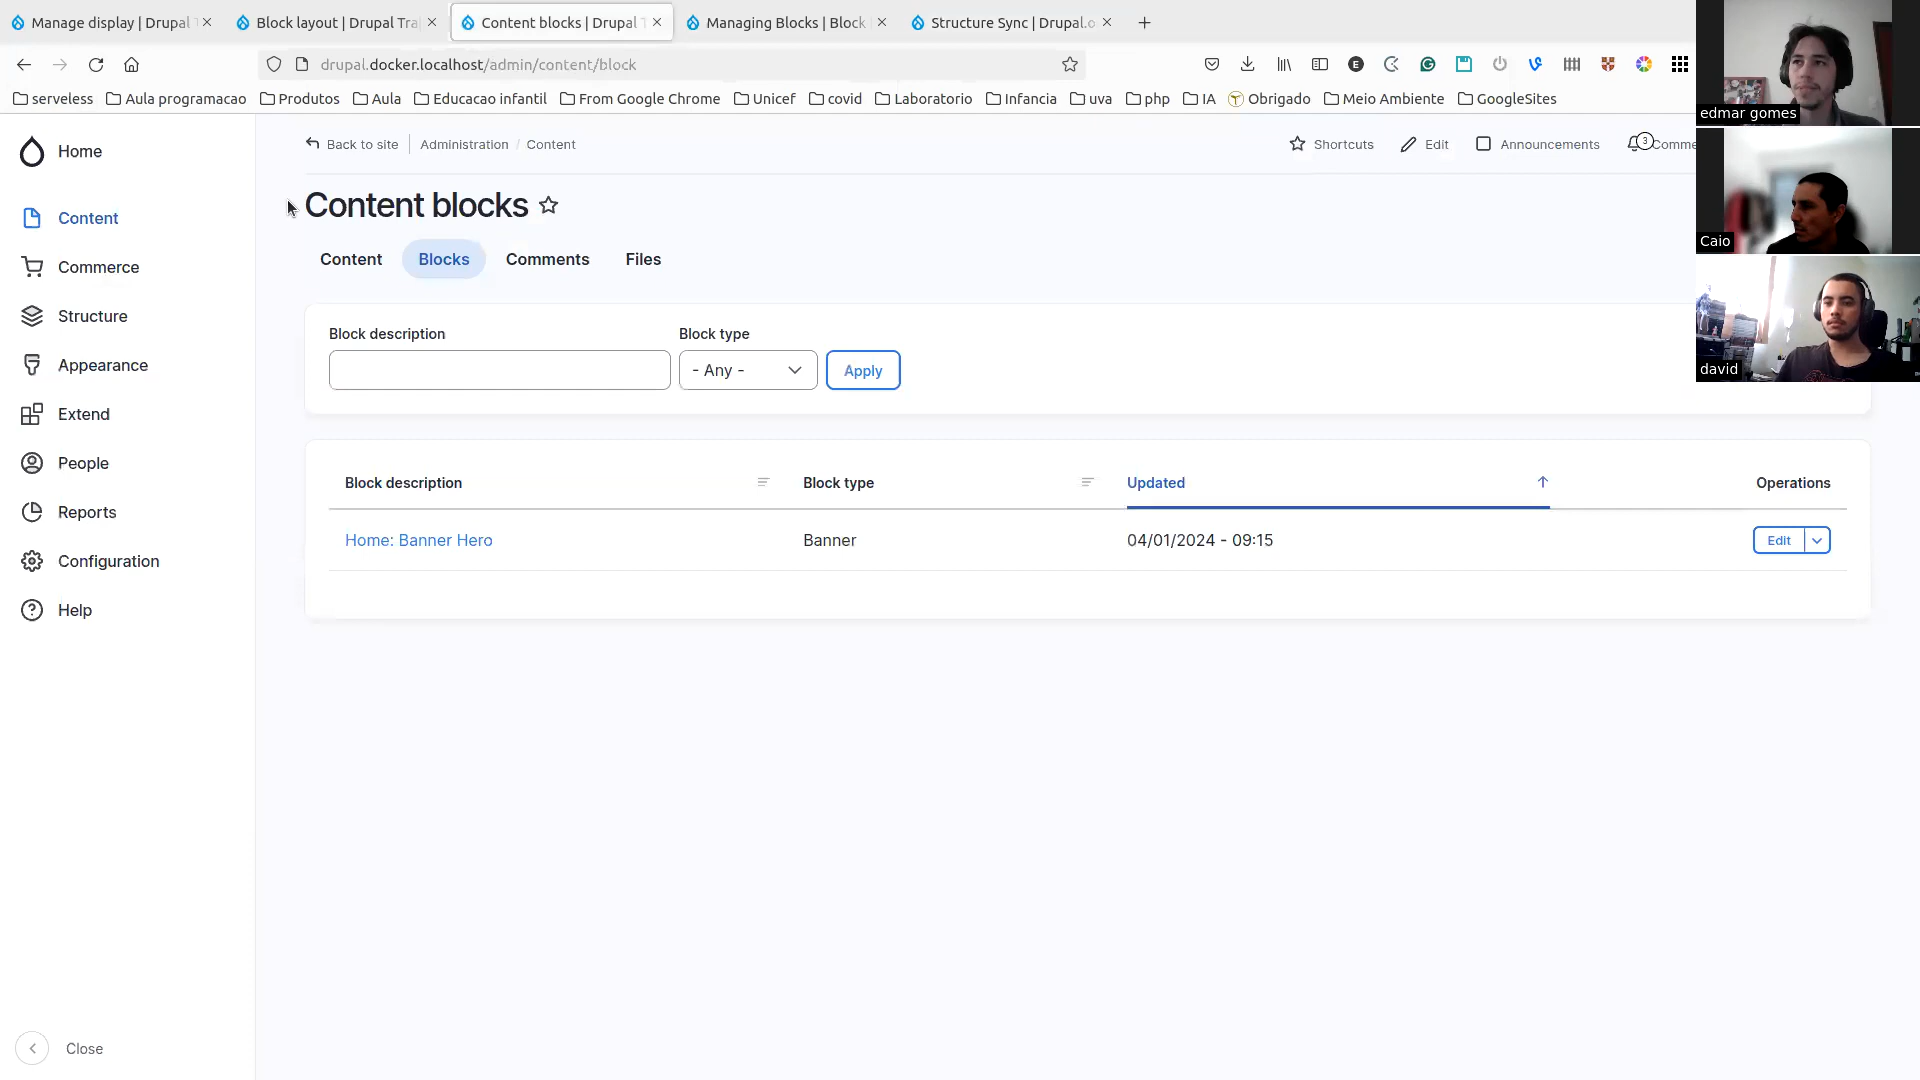 Manage display | Drupal T
Block layout | Drupal Tra
Content blocks | Drupal T
Managing Blocks | Block
Structure Sync | Drupal.o
drupal.docker.localhost/admin/content/block
serveless
Aula programacao
Produtos
Aula
Educacao infantil
From Google Chrome
Unicef
covid
Laboratorio
Infancia
uva
php
IA
Obrigado
Meio Ambiente
GoogleSites
edmar gomes
Caio
david
Home
Content
Commerce
Structure
Appearance
Extend
People
Reports
Configuration
Help
Close
Back to site
Administration / Content
Shortcuts
Edit
Announcements
3
Comme
Content blocks
Content
Blocks
Comments
Files
Block description
Block type
- Any -
Apply
Block description
Block type
Updated
Operations
Home: Banner Hero
Banner
04/01/2024 - 09:15
Edit